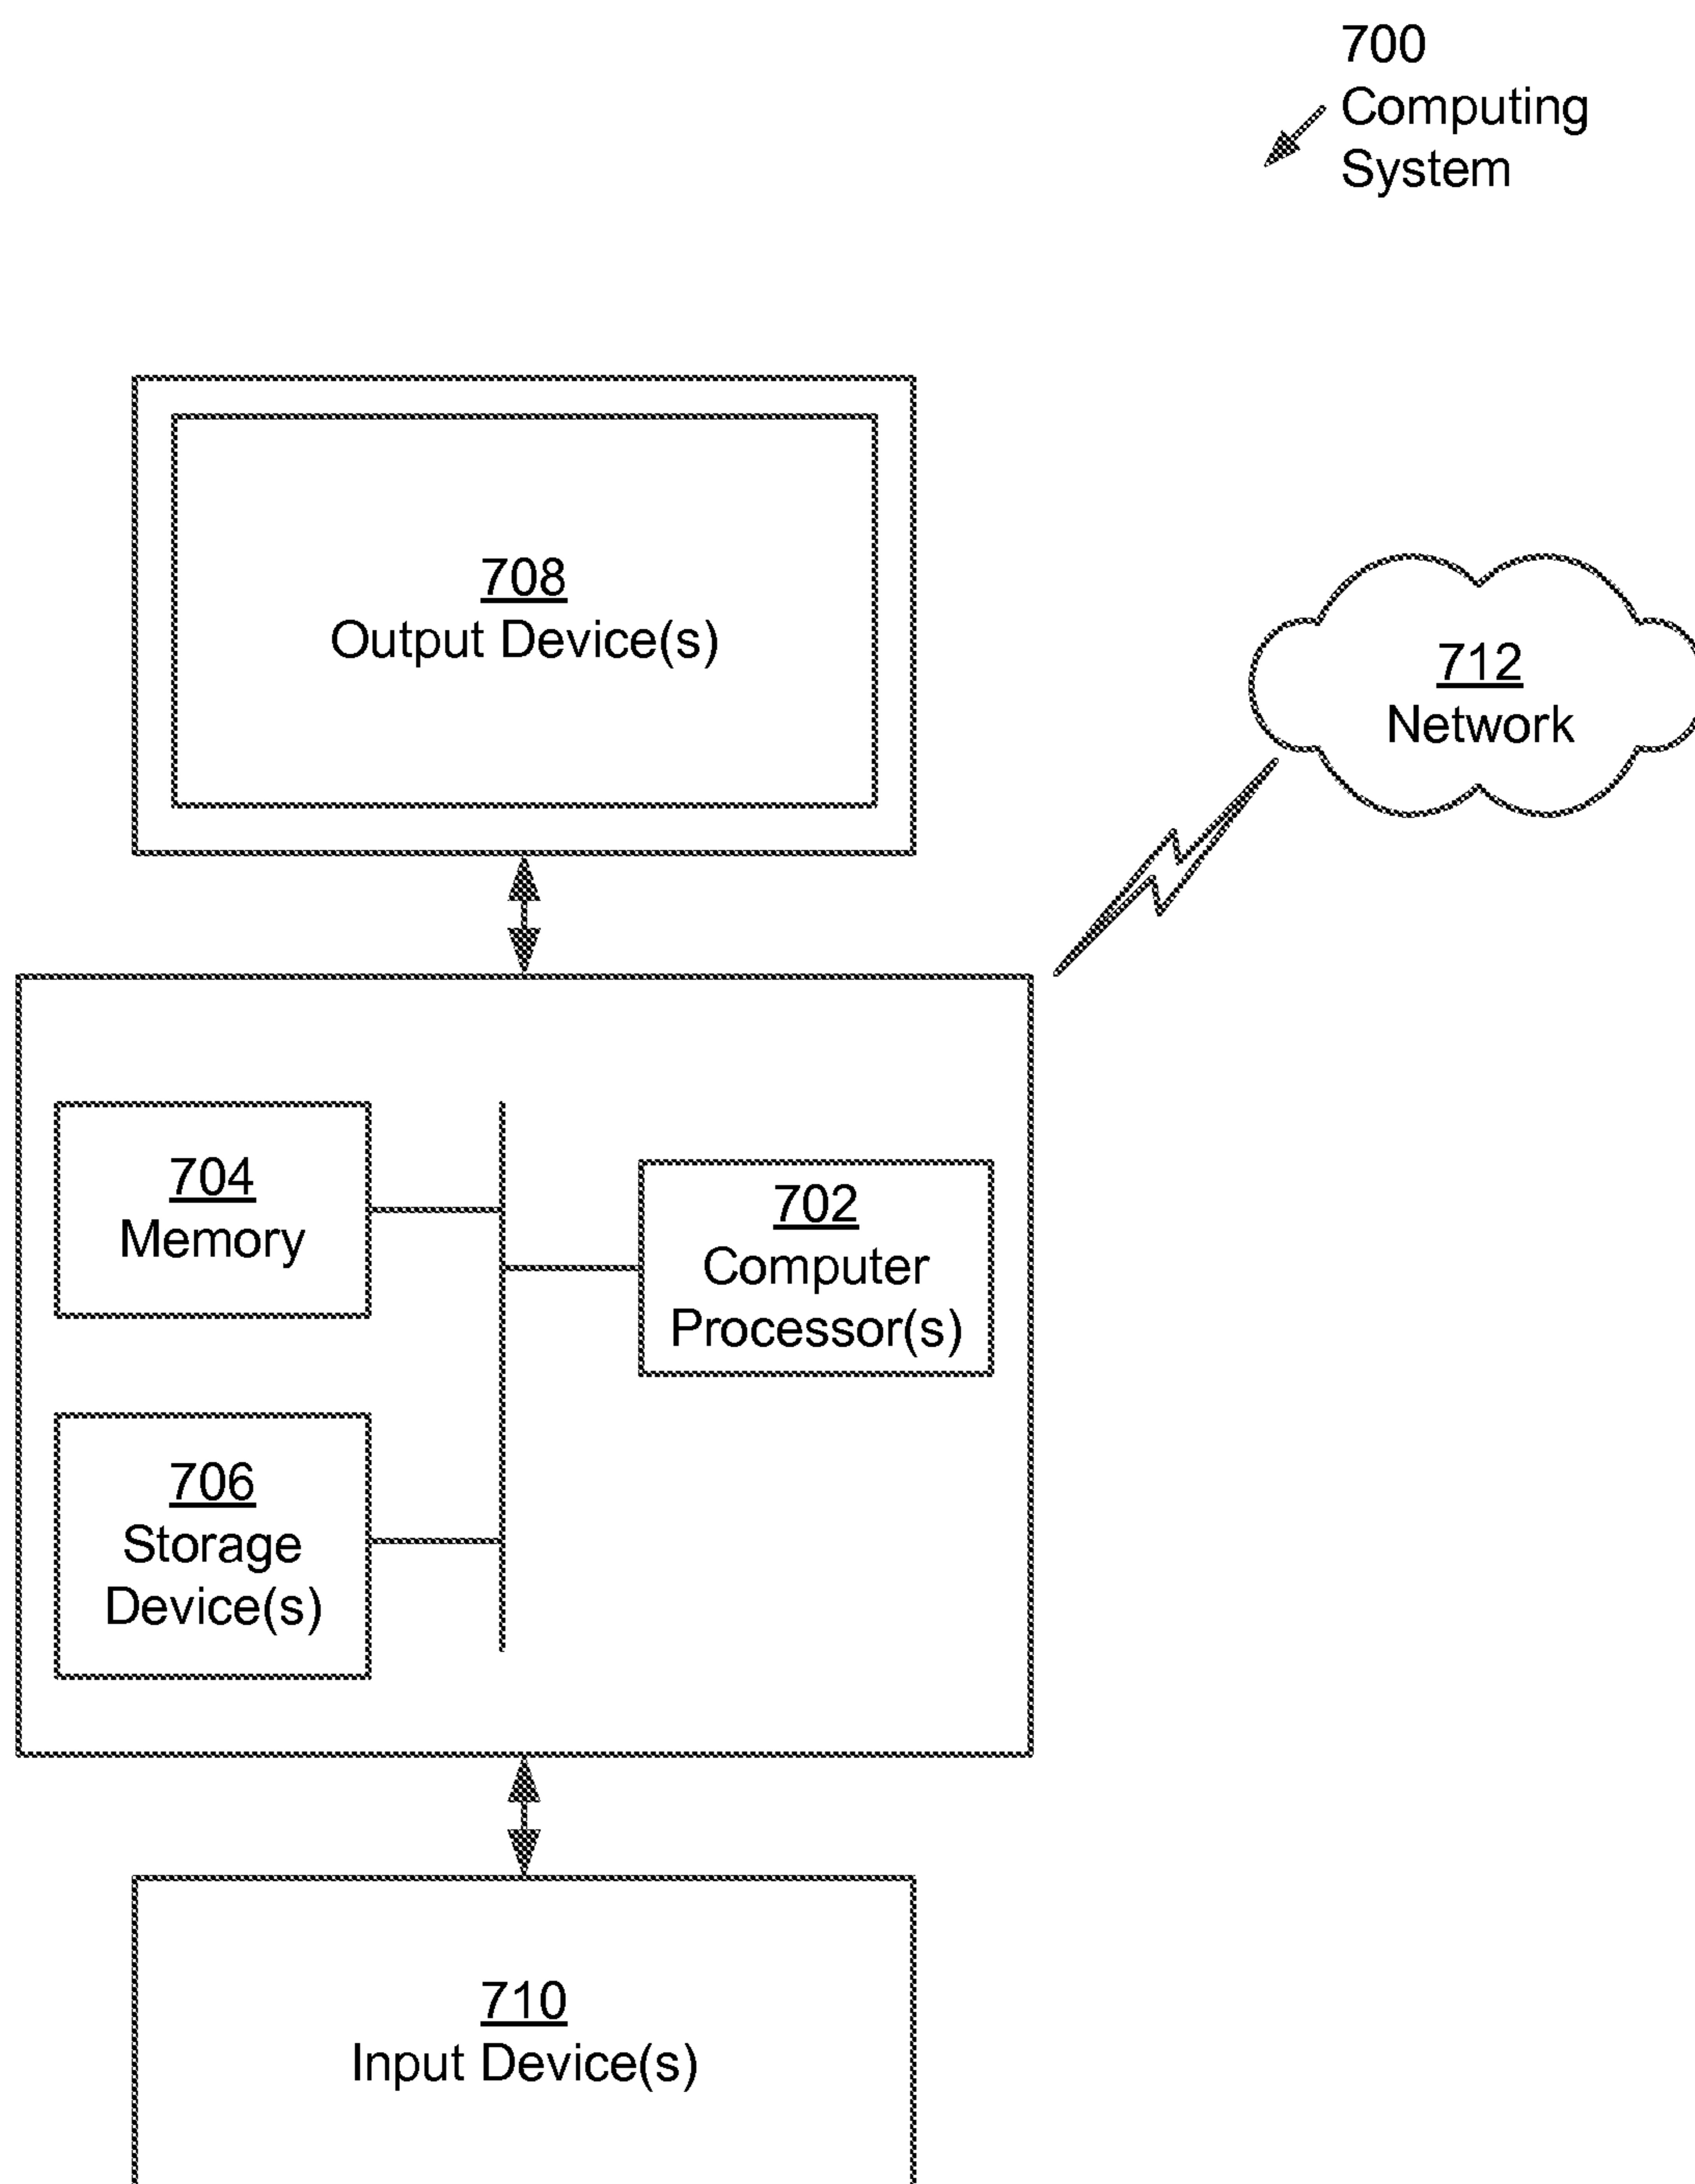 700
Computing
System
708
Output Device(s)
712
Network
704
Memory
702
Computer
Processor(s)
706
Storage
Device(s)
710
Input Device(s)